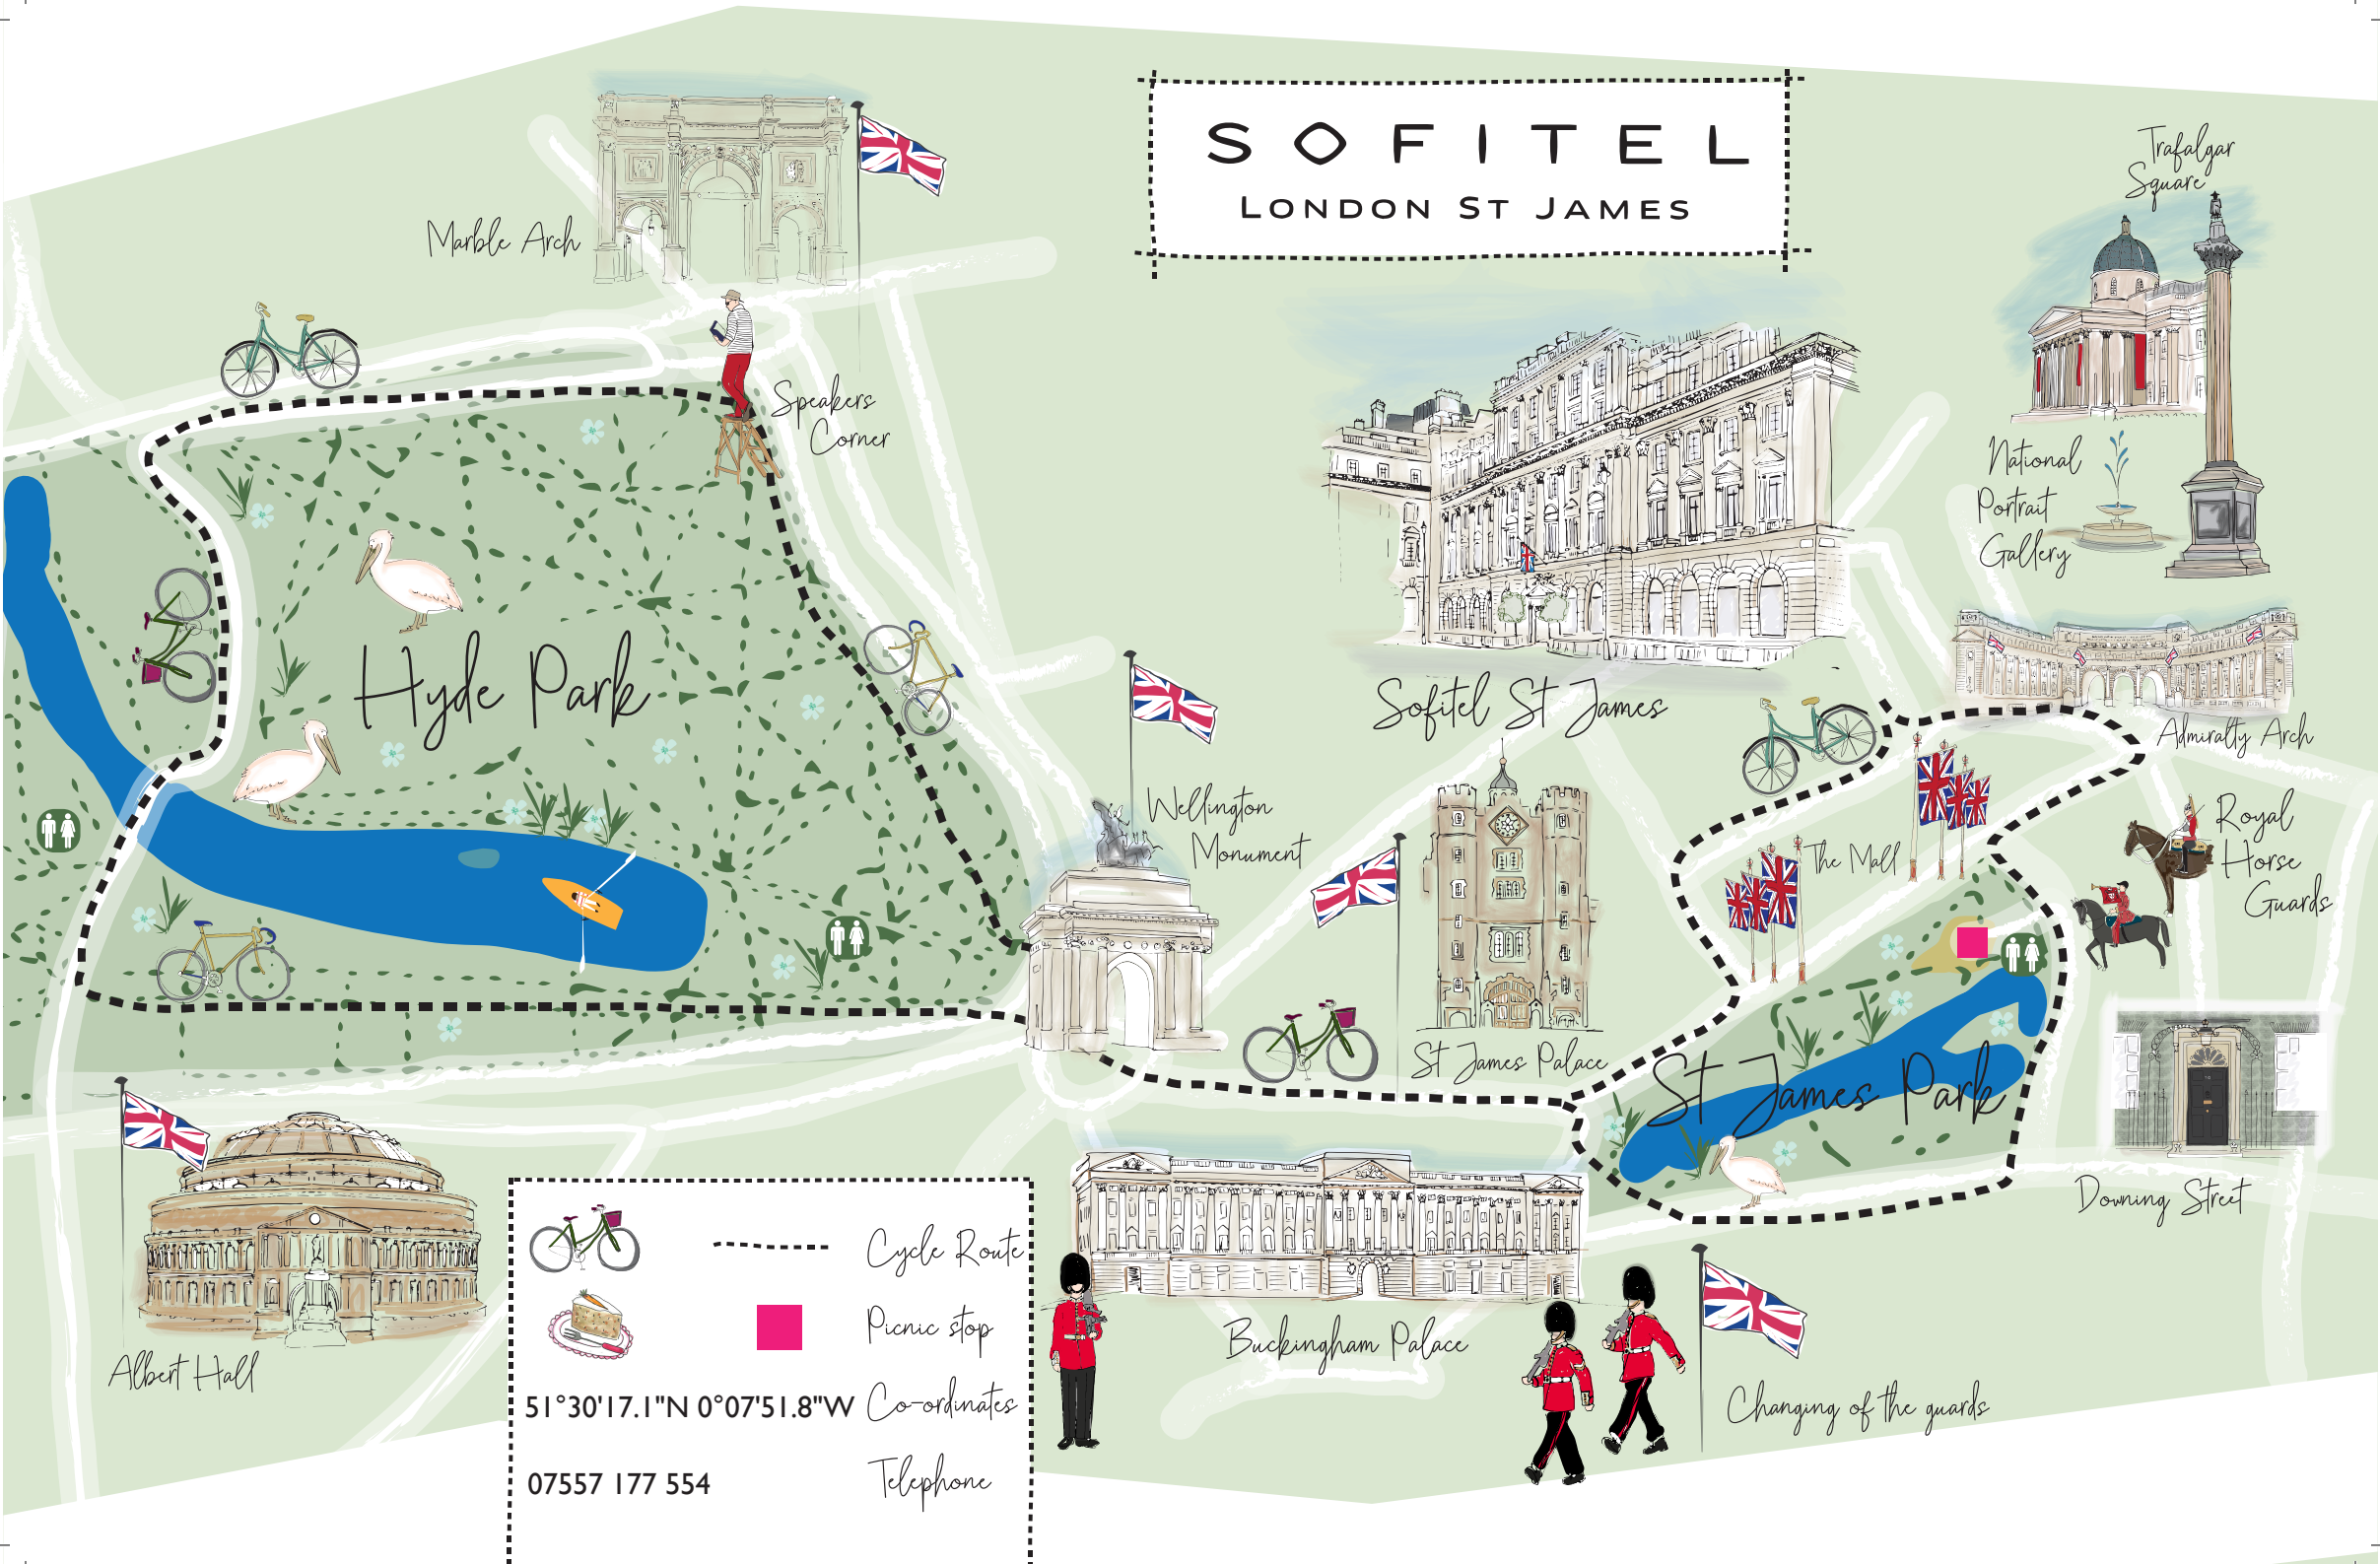 SOFITEL
LONDON ST JAMES
Trafalgar
Square
Marble Arch
Speakers
Corner
National
Portrait
Gallery
Hyde Park
Sofitel St James
Admiralty Arch
Wellington
Monument
The Mall
Royal
Horse
Guards
St James Palace
St James Park
Downing Street
Albert Hall
Buckingham Palace
Changing of the guards
Cycle Route
Picnic stop
51°30'17.1"N 0°07'51.8"W Co-ordinates
07557 177 554 Telephone